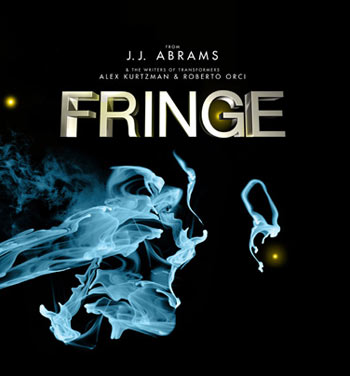 FROM
J.J. ABRAMS
& THE WRITERS OF TRANSFORMERS
ALEX KURTZMAN & ROBERTO ORCI
FRINGE